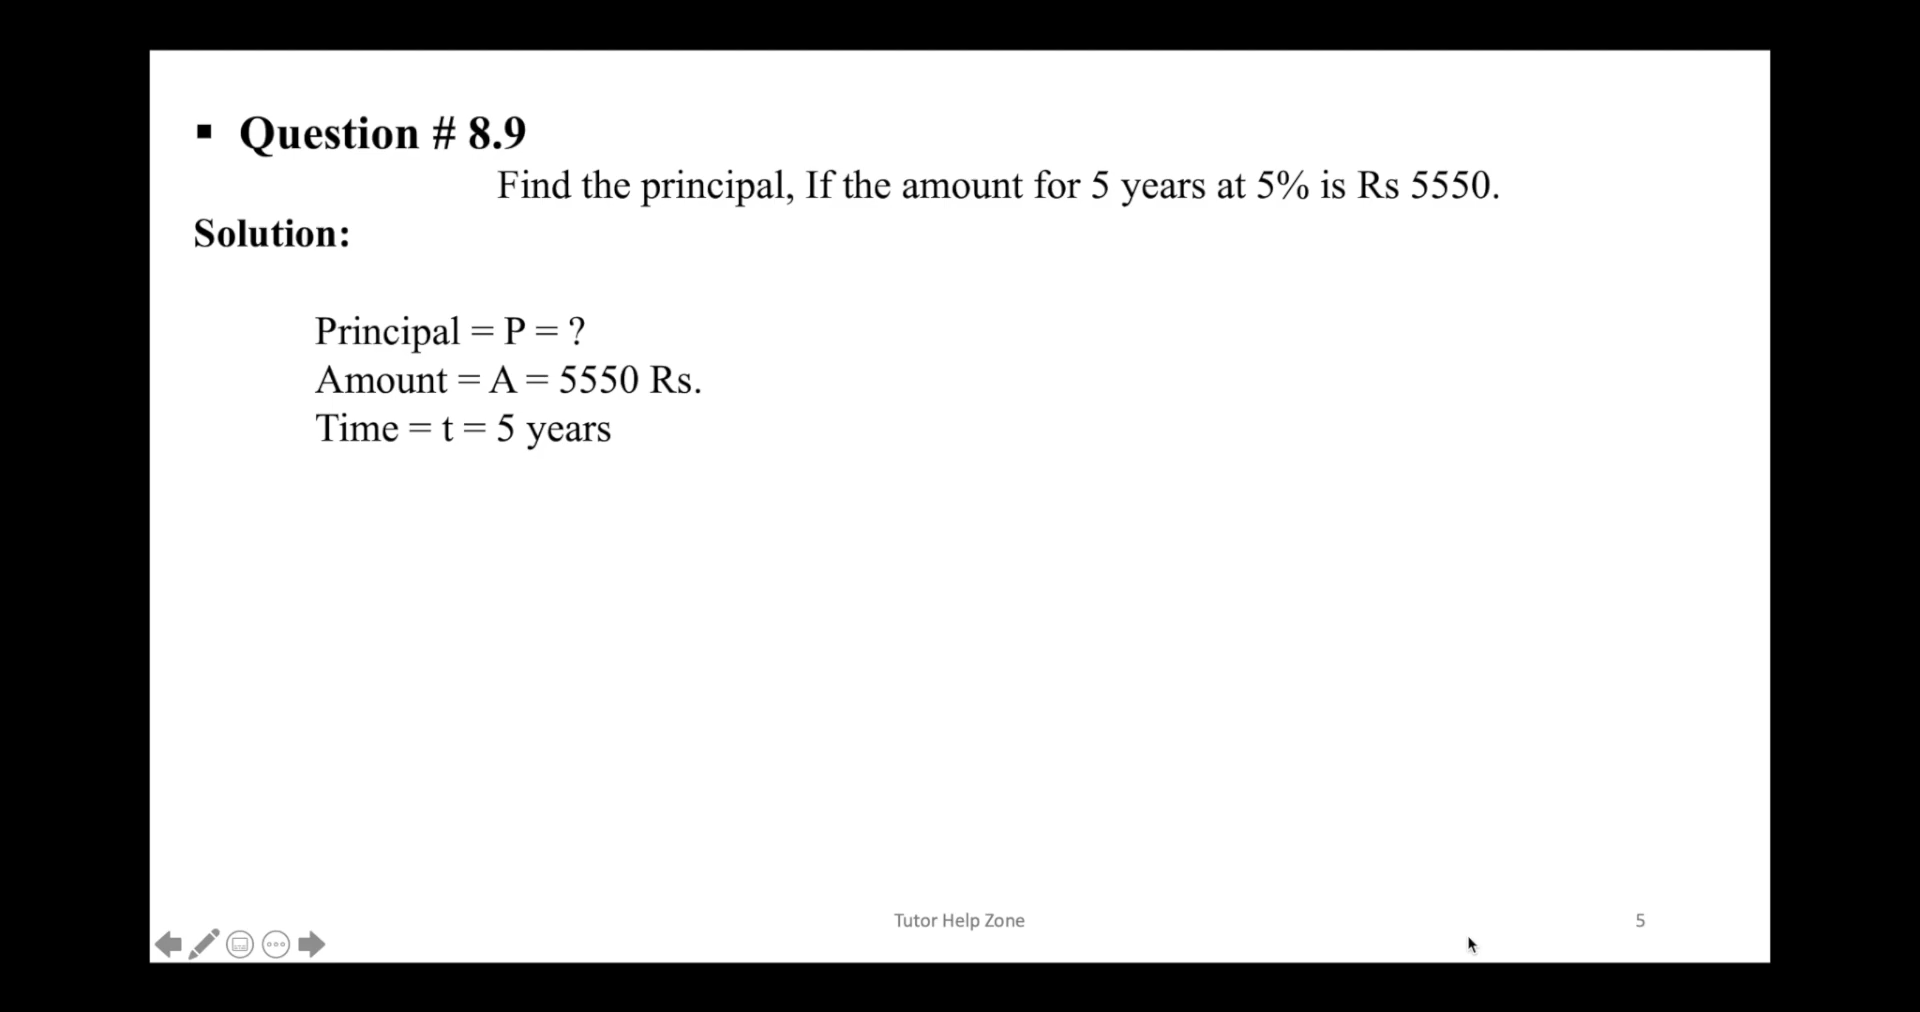 ▪ Question # 8.9
Find the principal, If the amount for 5 years at 5% is Rs 5550.
Solution:
Principal = P = ?
Amount = A = 5550 Rs.
Time = t = 5 years
Tutor Help Zone
5